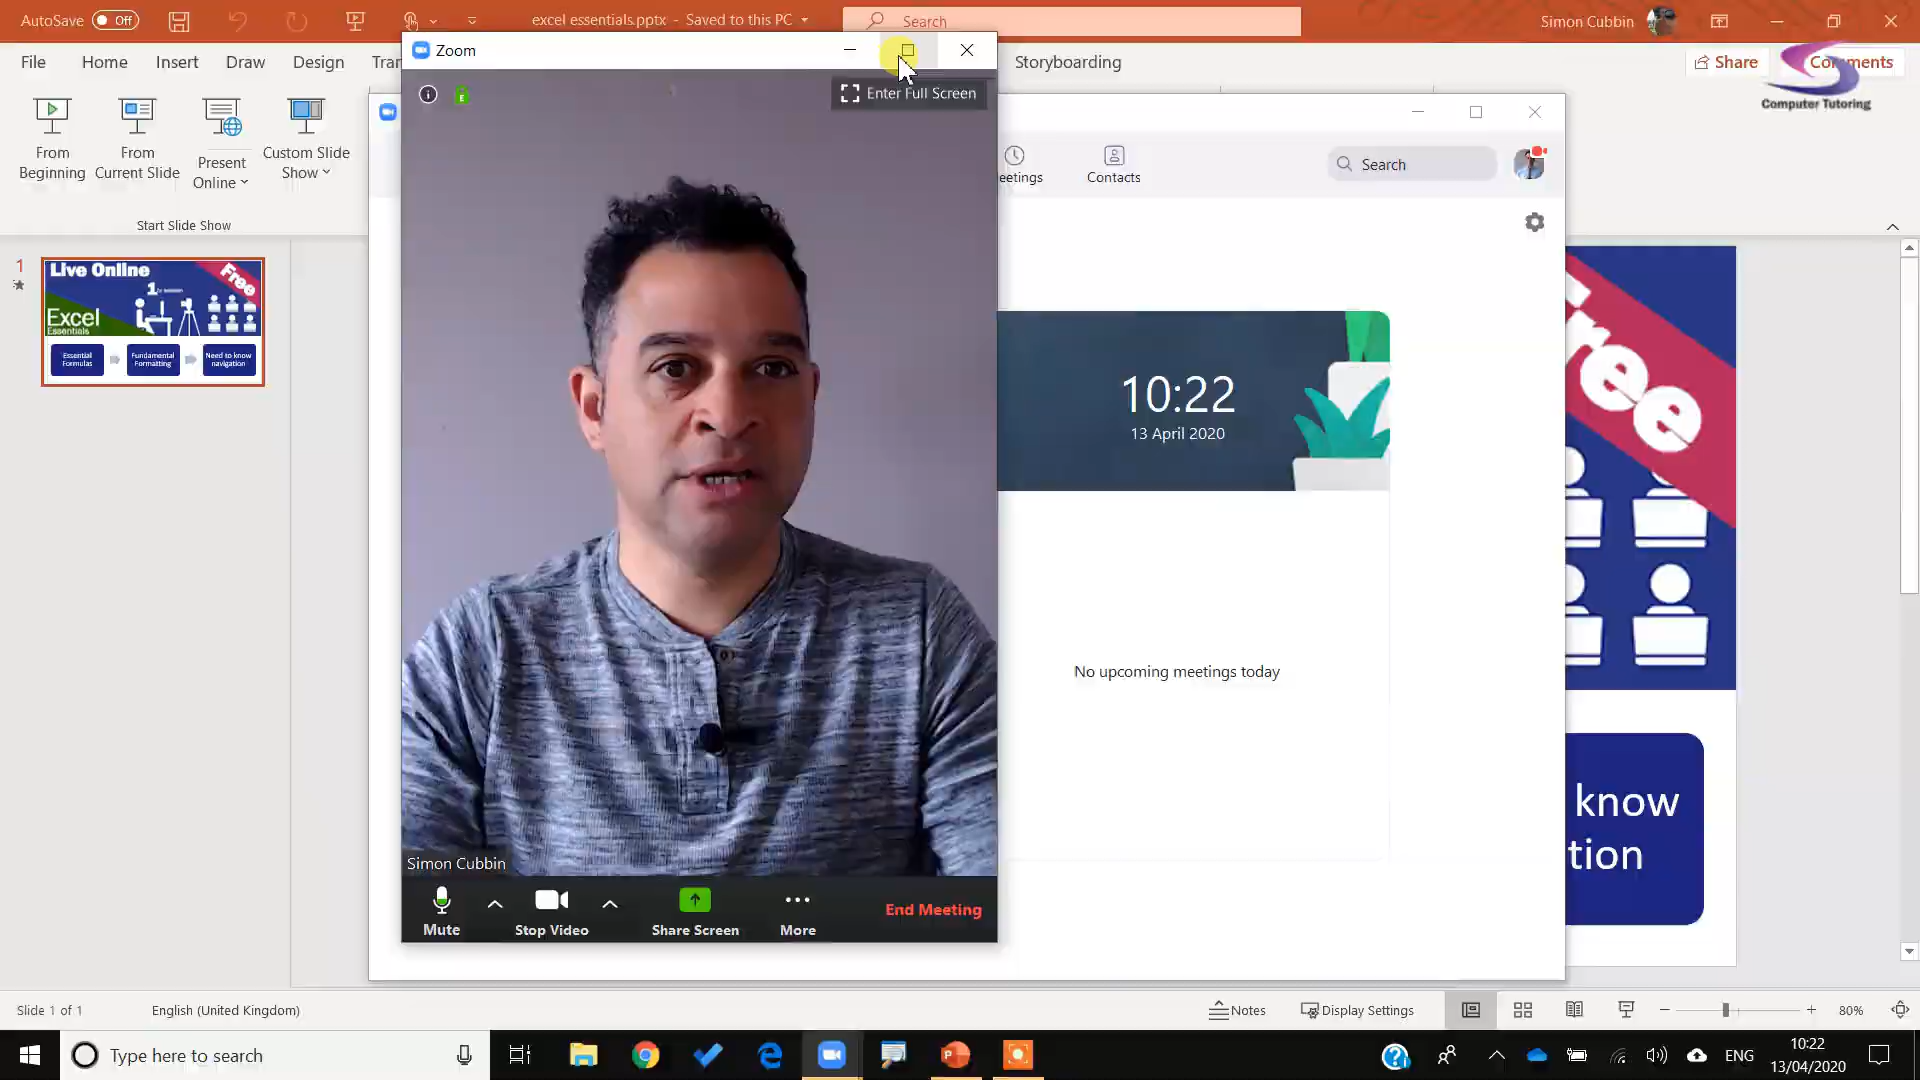 AutoSave Off
excel essentials.pptx - Saved to this PC
Search
Simon Cubbin
File Home Insert Draw Design Tran
Storyboarding
Share
Comments
Computer Tutoring
From Beginning
From Current Slide
Present Online
Custom Slide Show
Start Slide Show
Zoom
Enter Full Screen
E
eetings
Contacts
Search
1
Live Online
Free
1
Excel
Essentials
Essential Formulas
Fundamental Formatting
Need to know navigation
10:22
13 April 2020
No upcoming meetings today
Free
know
tion
Simon Cubbin
Mute
Stop Video
Share Screen
More
End Meeting
Slide 1 of 1
English (United Kingdom)
Notes
Display Settings
80%
Type here to search
ENG
10:22
13/04/2020